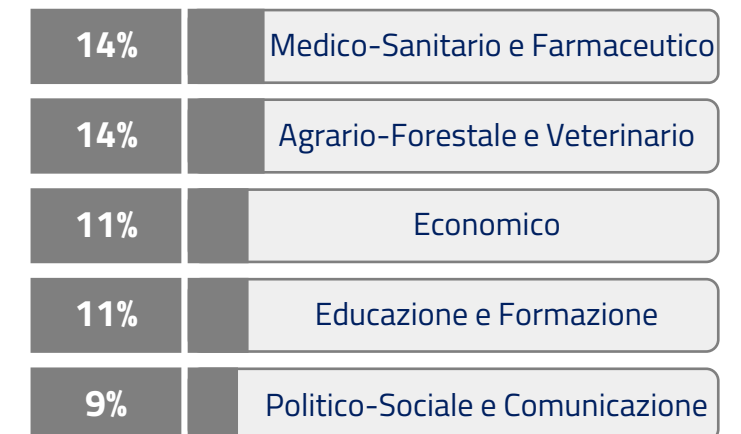 14% Medico-Sanitario e Farmaceutico
14% Agrario-Forestale e Veterinario
11% Economico
11% Educazione e Formazione
9% Politico-Sociale e Comunicazione